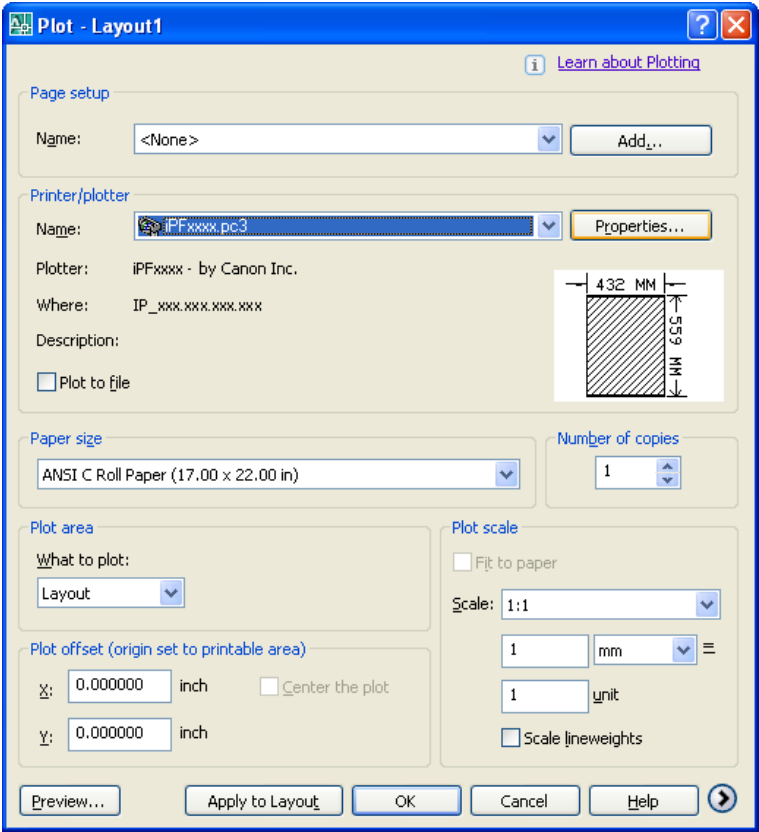 Plot - Layout1
Learn about Plotting
Page setup
Name: <None> Add...
Printer/plotter
Name: iPFxxxx.pc3 Properties...
Plotter: iPFxxxx - by Canon Inc.
Where: IP_xxx.xxx.xxx.xxx
Description:
Plot to file
432 MM
559 MM
Paper size
ANSI C Roll Paper (17.00 x 22.00 in)
Number of copies
1
Plot area
What to plot:
Layout
Plot scale
Fit to paper
Scale: 1:1
1 mm =
1 unit
Scale lineweights
Plot offset (origin set to printable area)
X: 0.000000 inch Center the plot
Y: 0.000000 inch
Preview... Apply to Layout OK Cancel Help